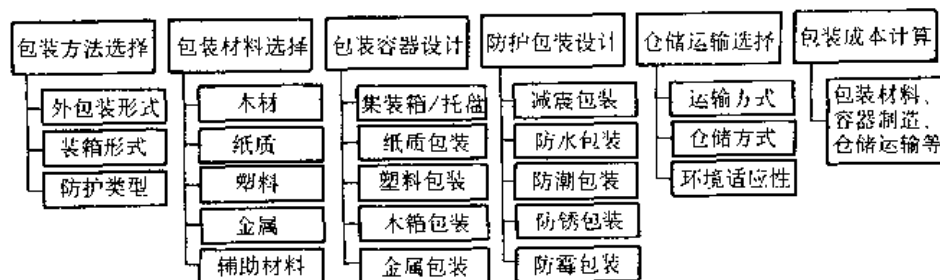 包装方法选择
外包装形式
装箱形式
防护类型
包装材料选择
木材
纸质
塑料
金属
辅助材料
包装容器设计
集装箱/托盘
纸质包装
塑料包装
木箱包装
金属包装
防护包装设计
减震包装
防水包装
防潮包装
防锈包装
防霉包装
仓储运输选择
运输方式
仓储方式
环境适应性
包装成本计算
包装材料、
容器制造、
仓储运输等